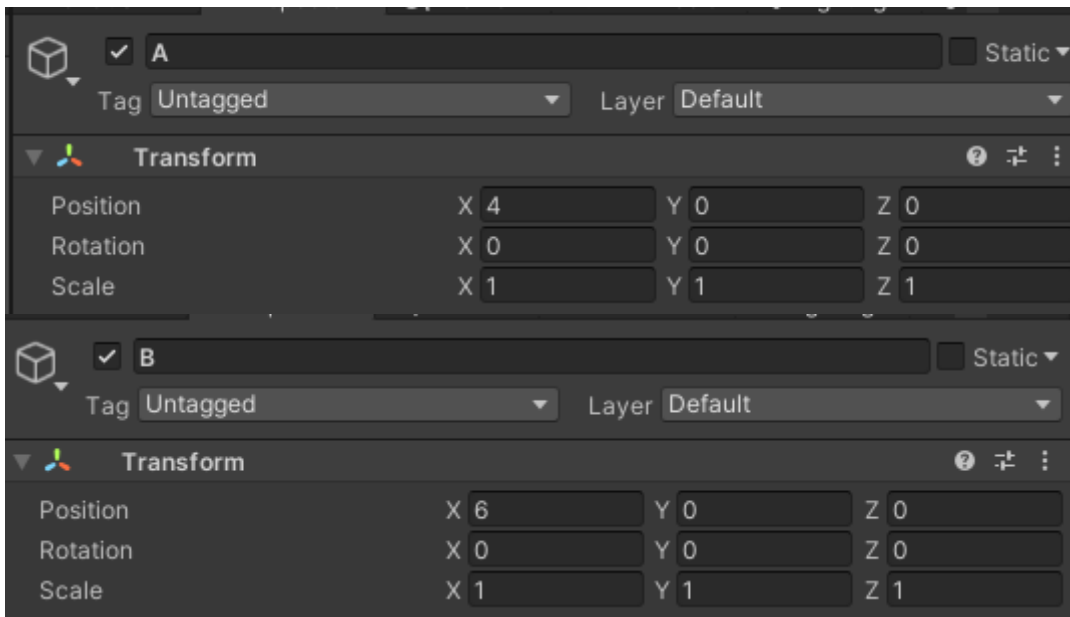 A Static
Tag Untagged Layer Default
Transform
Position X 4 Y 0 Z 0
Rotation X 0 Y 0 Z 0
Scale X 1 Y 1 Z 1
B Static
Tag Untagged Layer Default
Transform
Position X 6 Y 0 Z 0
Rotation X 0 Y 0 Z 0
Scale X 1 Y 1 Z 1